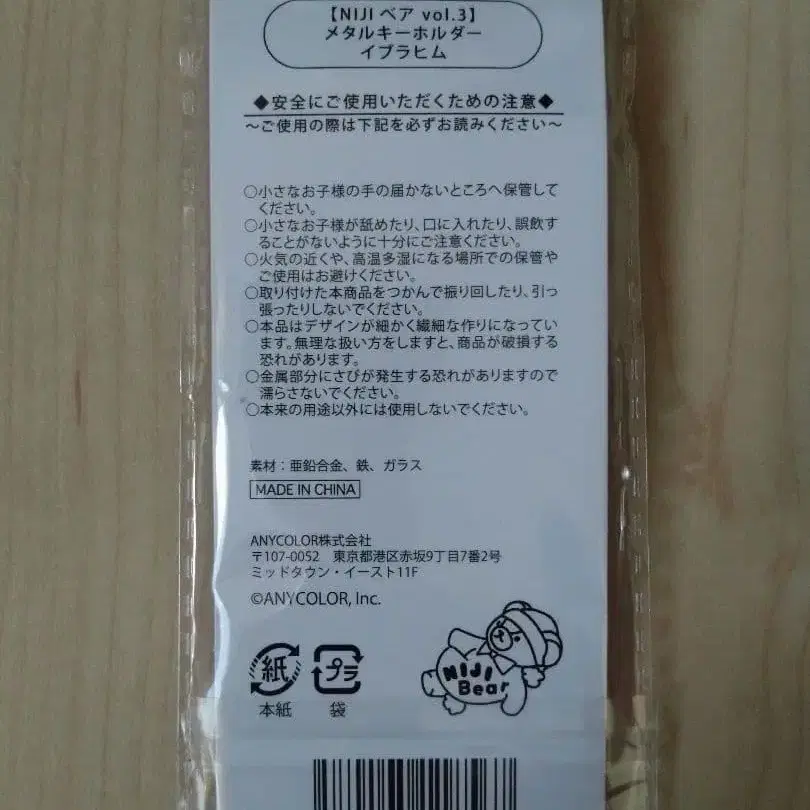 【NIJI ベア vol.3】
メタルキーホルダー
イブラヒム
◆安全にご使用いただくための注意◆
～ご使用の際は下記を必ずお読みください～
○小さなお子様の手の届かないところへ保管して
ください。
○小さなお子様が舐めたり、口に入れたり、誤飲す
ることがないように十分にご注意ください。
○火気の近くや、高温多湿になる場所での保管や
ご使用はお避けください。
○取り付けた本商品をつかんで振り回したり、引っ
張ったりしないでください。
○本品はデザインが細かく繊細な作りになってい
ます。無理な扱い方をしますと、商品が破損する
恐れがあります。
○金属部分にさびが発生する恐れがありますので
濡らさないでください。
○本来の用途以外には使用しないでください。
素材：亜鉛合金、鉄、ガラス
MADE IN CHINA
ANYCOLOR株式会社
〒107-0052 東京都港区赤坂9丁目7番2号
ミッドタウン・イースト11F
©ANYCOLOR, Inc.
紙 プラ
本紙 袋
NIJI
Bear